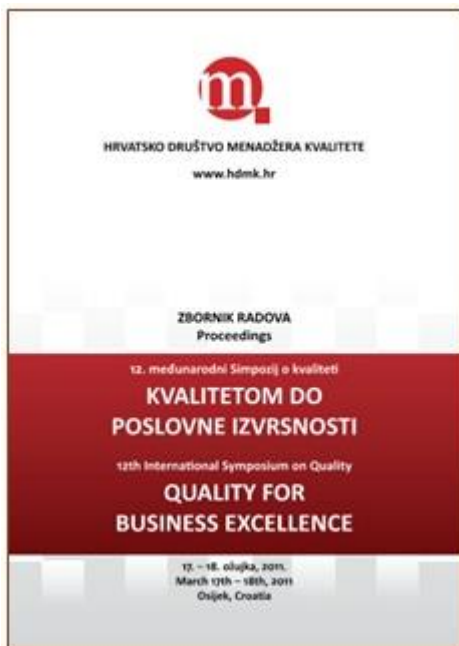 m
HRVATSKO DRUŠTVO MENADŽERA KVALITETE
www.hdmk.hr
ZBORNIK RADOVA
Proceedings
12. međunarodni Simpozij o kvaliteti
KVALITETOM DO
POSLOVNE IZVRSNOSTI
12th International Symposium on Quality
QUALITY FOR
BUSINESS EXCELLENCE
17. – 18. ožujka, 2011.
March 17th – 18th, 2011
Osijek, Croatia